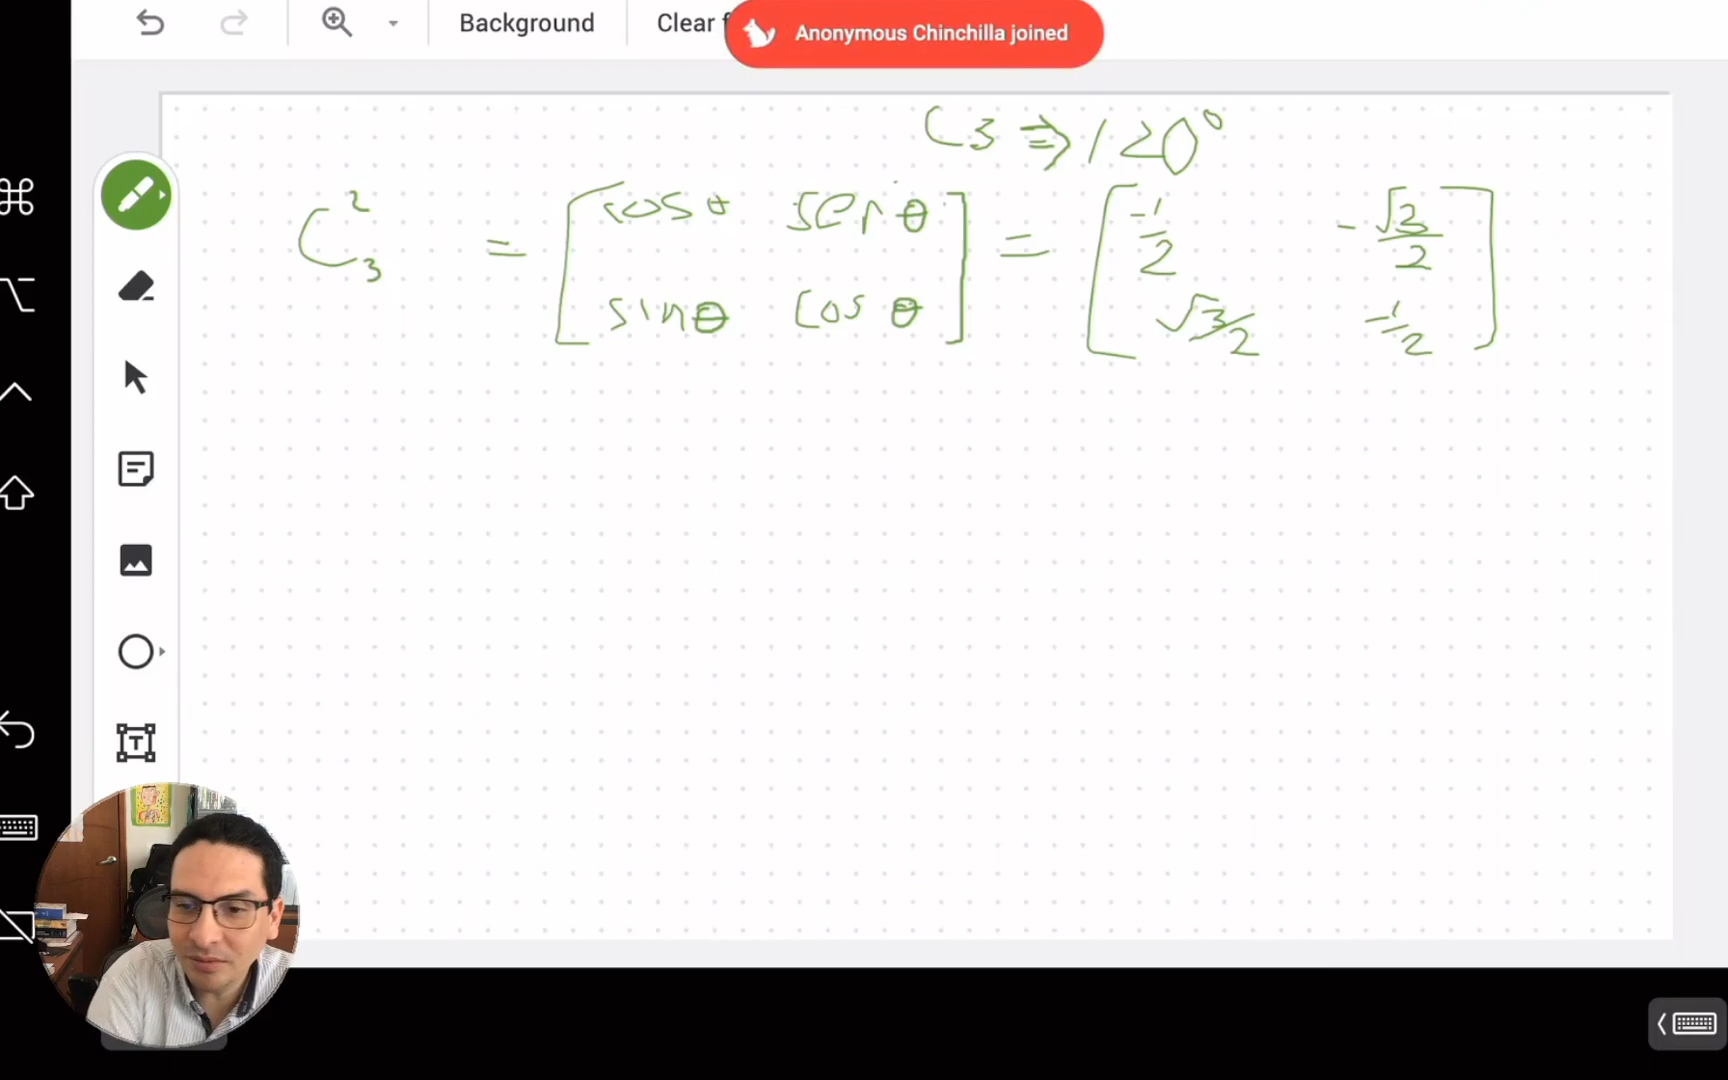 Background Clear f Anonymous Chinchilla joined
C3 ⇒ 120°
C₃² = [cos θ sen θ] = [-1/2 -√3/2]
[sin θ cos θ] [√3/2 -1/2]
T